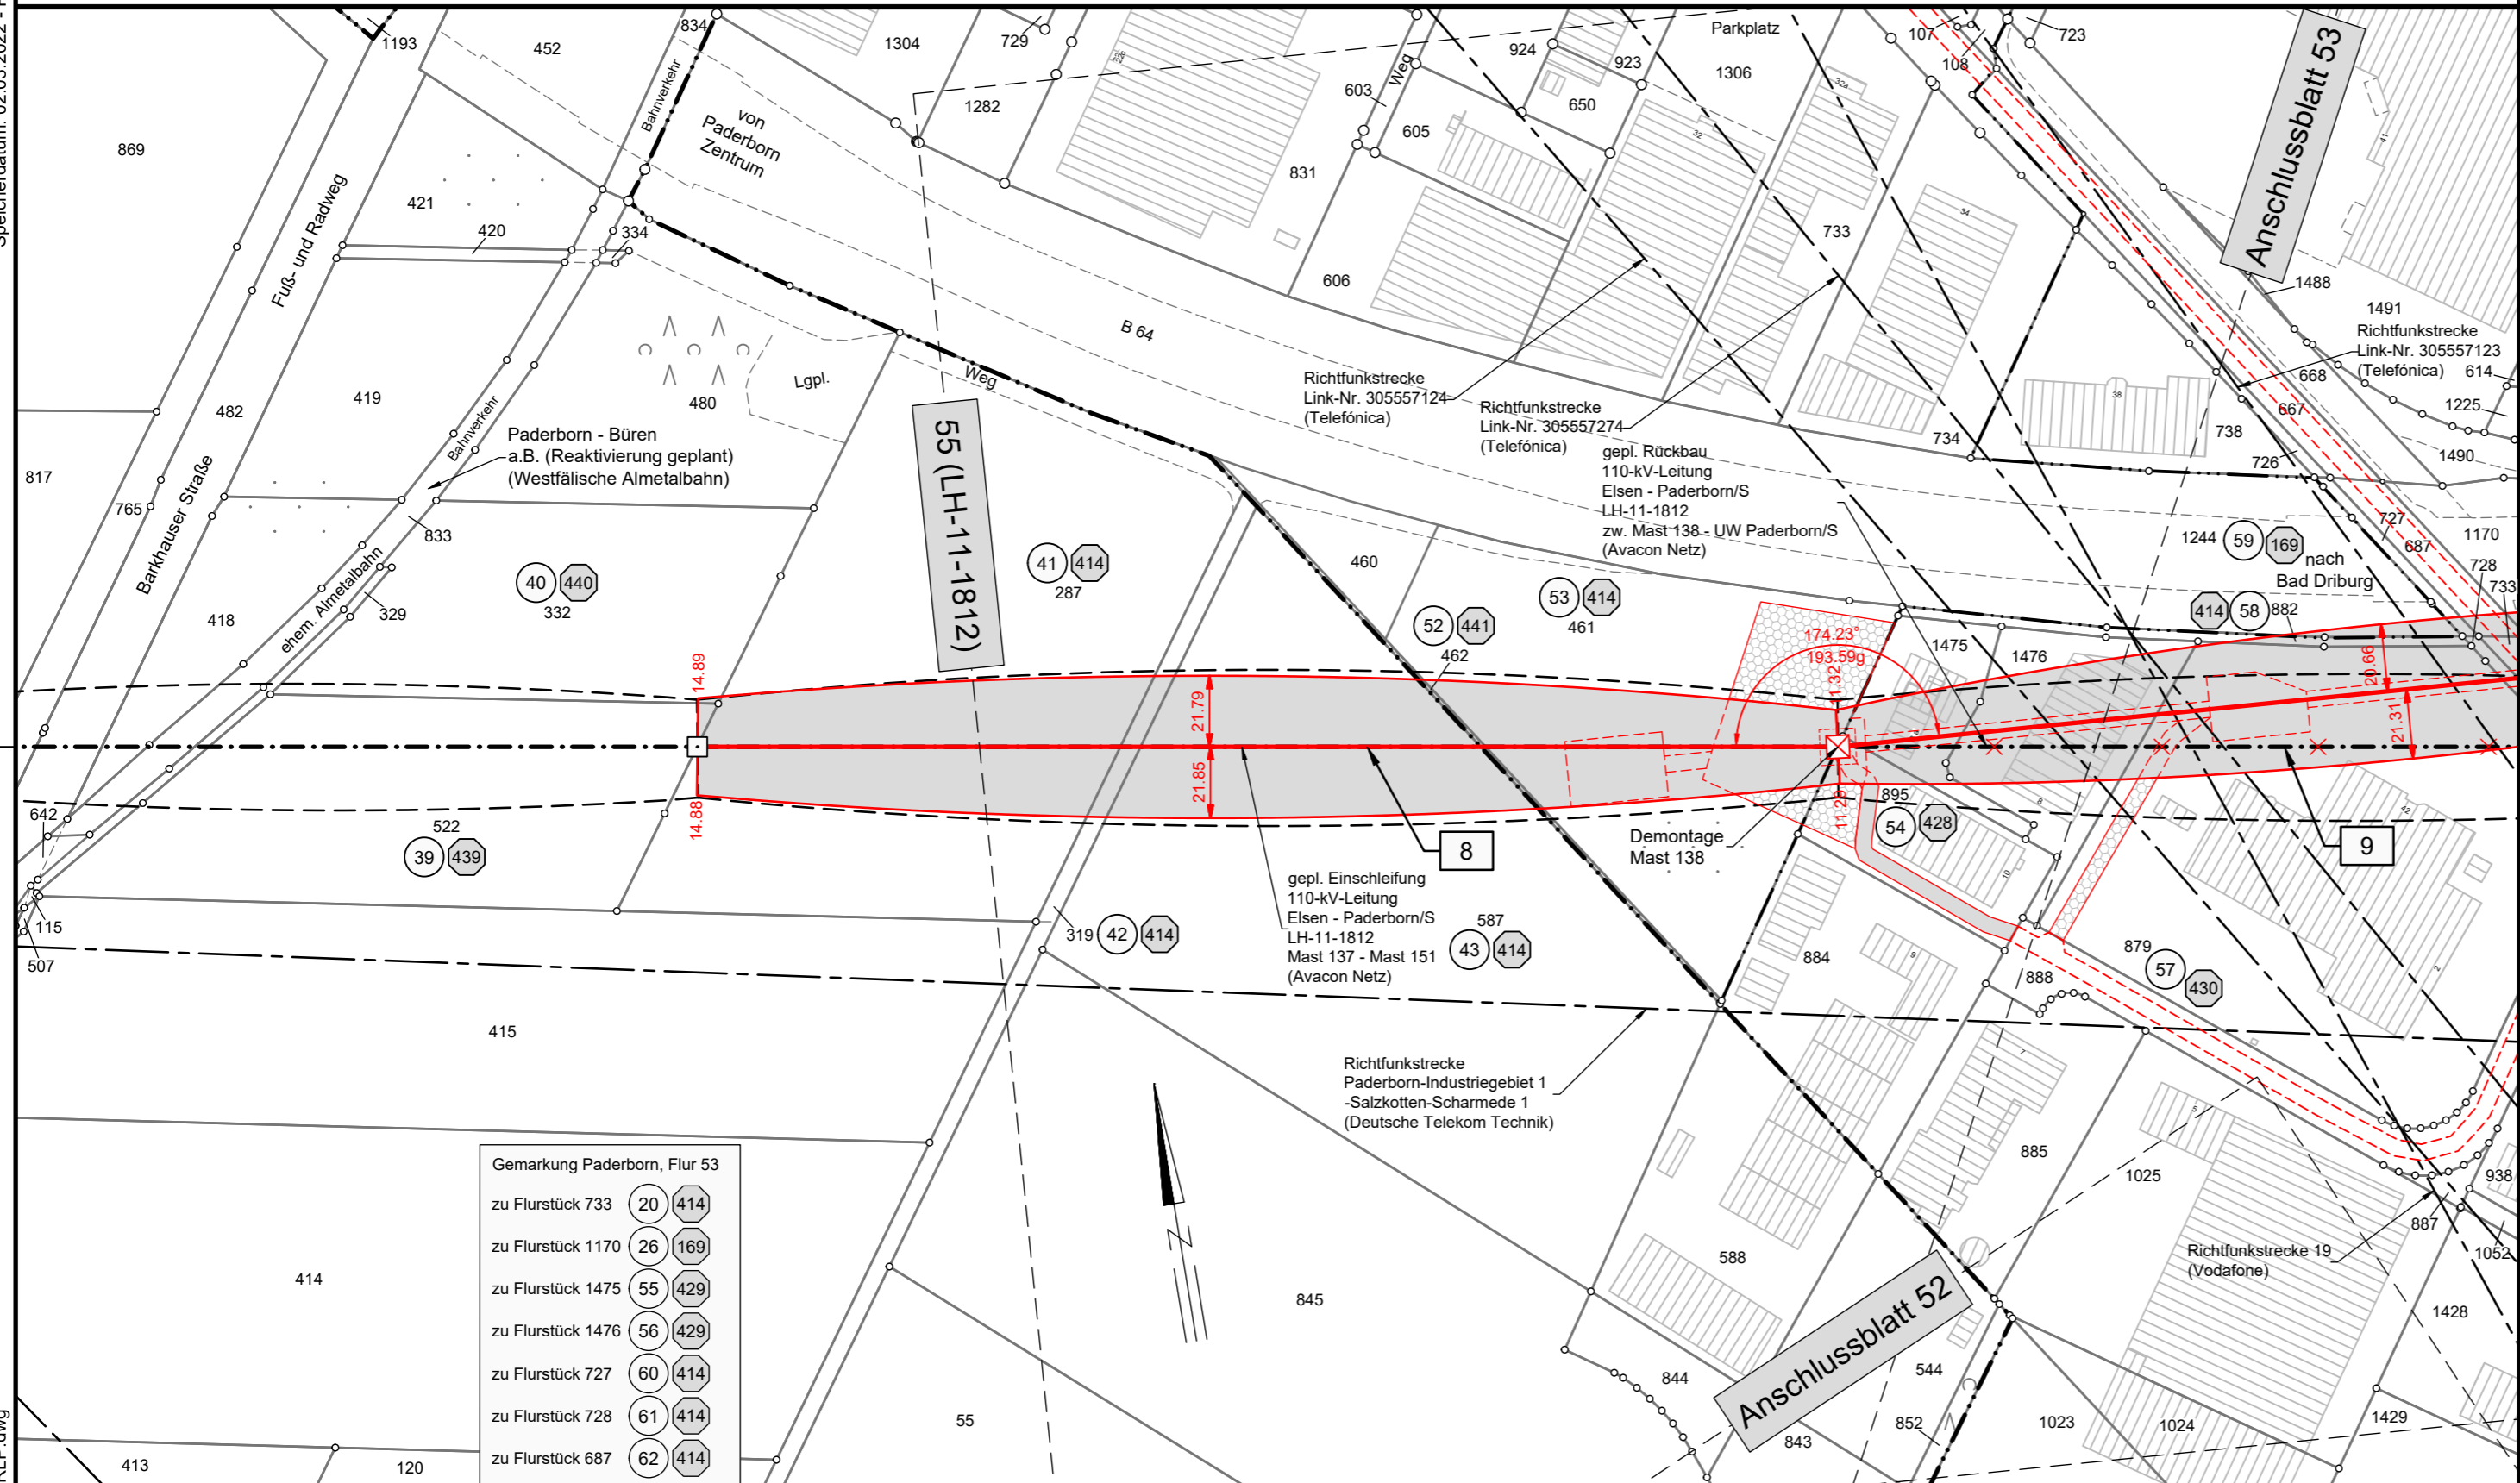 Speicherdatum: 02.03.2022 -
1193
452
834
1304
729
Parkplatz
107
723
108
924
923
1306
603
Weg
650
1282
605
869
Bahnverkehr
von
Paderborn
Zentrum
22a
32
32a
41
Anschlussblatt 53
831
421
420
334
Fuß- und Radweg
606
733
34
1488
1491
B 64
Richtfunkstrecke
Link-Nr. 305557123
(Telefónica)
614
668
667
1225
419
482
480
Lgpl.
Weg
Richtfunkstrecke
Link-Nr. 305557124
(Telefónica)
Richtfunkstrecke
Link-Nr. 305557274
(Telefónica)
38
738
734
726
1490
Bahnverkehr
Paderborn - Büren
a.B. (Reaktivierung geplant)
(Westfälische Almetalbahn)
817
765
Barkhauser Straße
833
55 (LH-11-1812)
gepl. Rückbau
110-kV-Leitung
Elsen - Paderborn/S
LH-11-1812
zw. Mast 138 - UW Paderborn/S
(Avacon Netz)
727
687
1170
1244
59
169
nach
Bad Driburg
728
733
40
440
332
41
414
287
460
53
414
461
414
58
882
418
329
ehem. Almetalbahn
52
441
462
174.23°
193.59g
1475
1476
14.89
21.79
11.32
20.66
21.85
14.88
11.23
21.31
895
54
428
8
42
9
642
522
39
439
8
Demontage
Mast 138
10
115
507
319
42
414
gepl. Einschleifung
110-kV-Leitung
Elsen - Paderborn/S
LH-11-1812
Mast 137 - Mast 151
(Avacon Netz)
587
43
414
884
9
888
879
57
430
2
415
Richtfunkstrecke
Paderborn-Industriegebiet 1
-Salzkotten-Scharmede 1
(Deutsche Telekom Technik)
7
5
885
1025
938
887
1052
Gemarkung Paderborn, Flur 53
zu Flurstück 733 20 414
zu Flurstück 1170 26 169
zu Flurstück 1475 55 429
zu Flurstück 1476 56 429
zu Flurstück 727 60 414
zu Flurstück 728 61 414
zu Flurstück 687 62 414
N
588
Richtfunkstrecke 19
(Vodafone)
414
845
Anschlussblatt 52
1428
844
544
55
843
852
1023
1024
1429
413
120